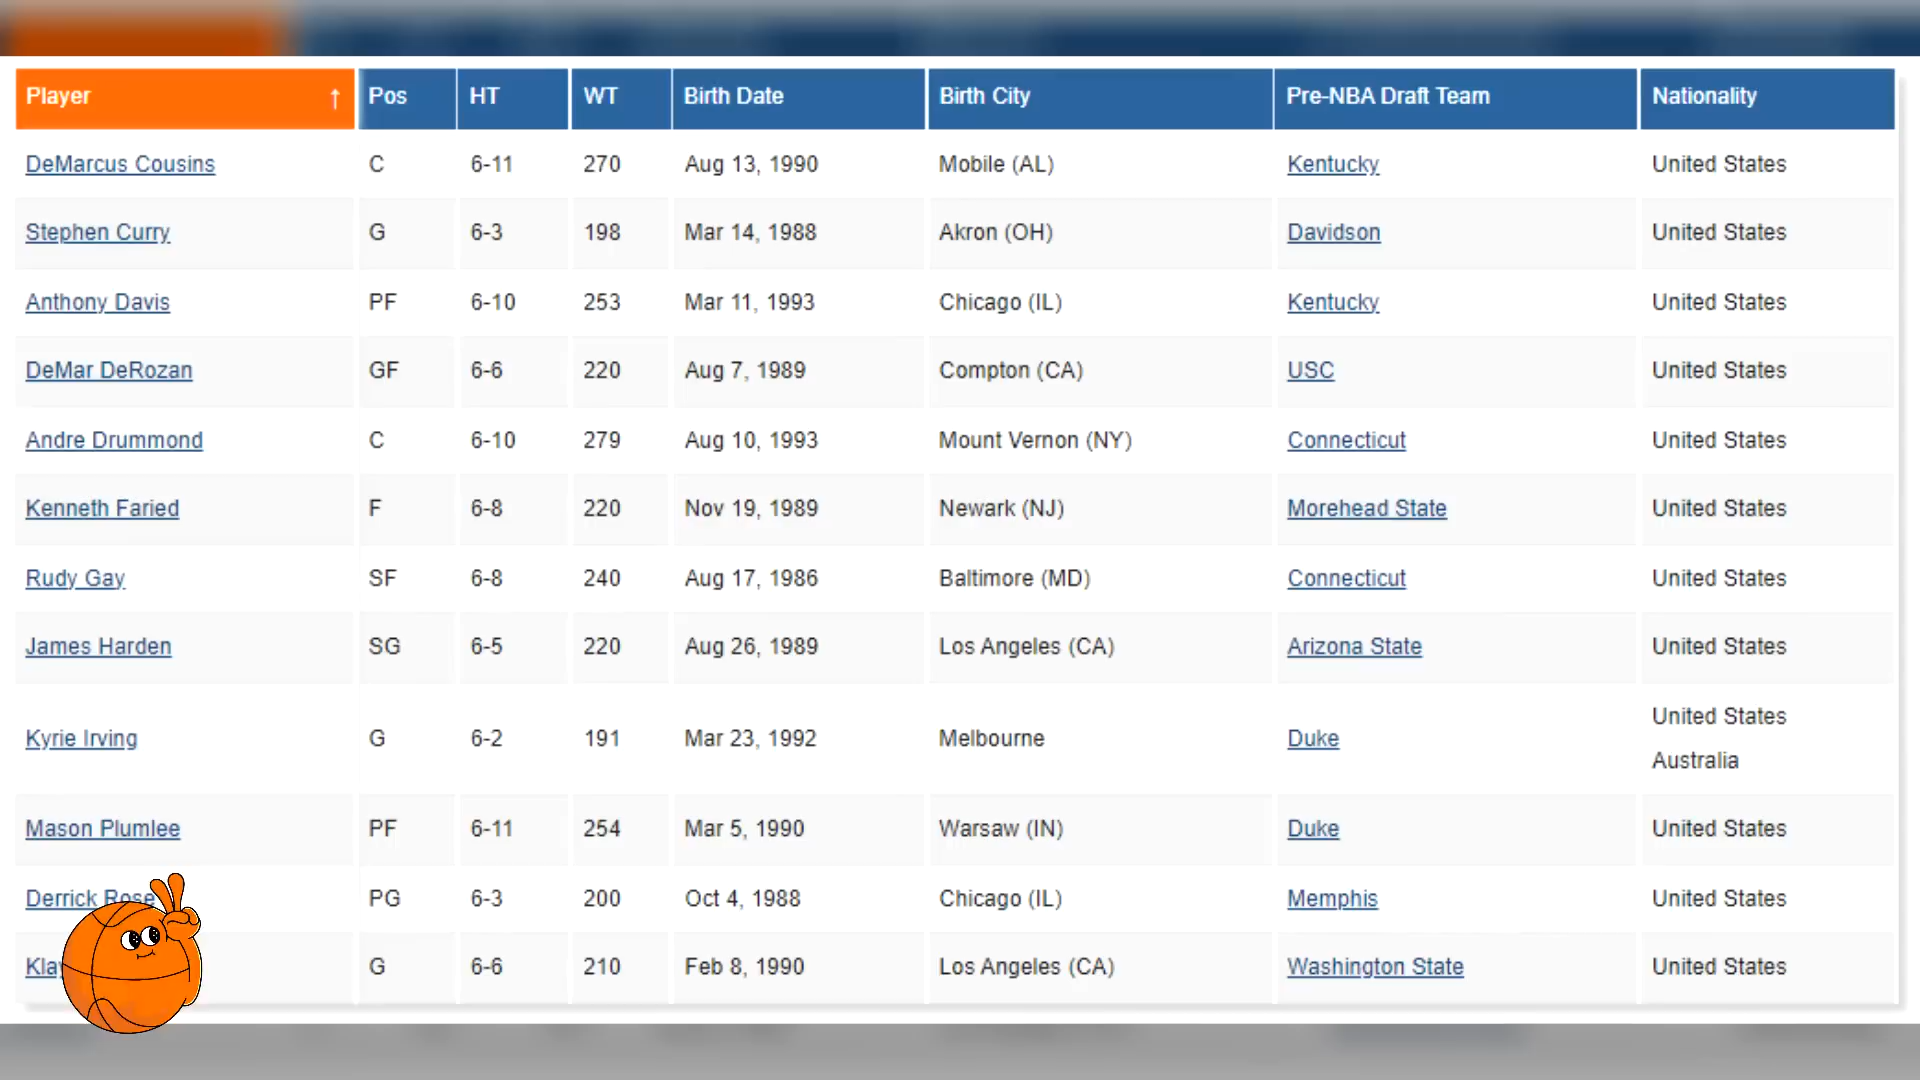 Player ↑ Pos HT WT Birth Date Birth City Pre-NBA Draft Team Nationality
DeMarcus Cousins C 6-11 270 Aug 13, 1990 Mobile (AL) Kentucky United States
Stephen Curry G 6-3 198 Mar 14, 1988 Akron (OH) Davidson United States
Anthony Davis PF 6-10 253 Mar 11, 1993 Chicago (IL) Kentucky United States
DeMar DeRozan GF 6-6 220 Aug 7, 1989 Compton (CA) USC United States
Andre Drummond C 6-10 279 Aug 10, 1993 Mount Vernon (NY) Connecticut United States
Kenneth Faried F 6-8 220 Nov 19, 1989 Newark (NJ) Morehead State United States
Rudy Gay SF 6-8 240 Aug 17, 1986 Baltimore (MD) Connecticut United States
James Harden SG 6-5 220 Aug 26, 1989 Los Angeles (CA) Arizona State United States
Kyrie Irving G 6-2 191 Mar 23, 1992 Melbourne Duke United States
Australia
Mason Plumlee PF 6-11 254 Mar 5, 1990 Warsaw (IN) Duke United States
Derrick Rose PG 6-3 200 Oct 4, 1988 Chicago (IL) Memphis United States
G 6-6 210 Feb 8, 1990 Los Angeles (CA) Washington State United States